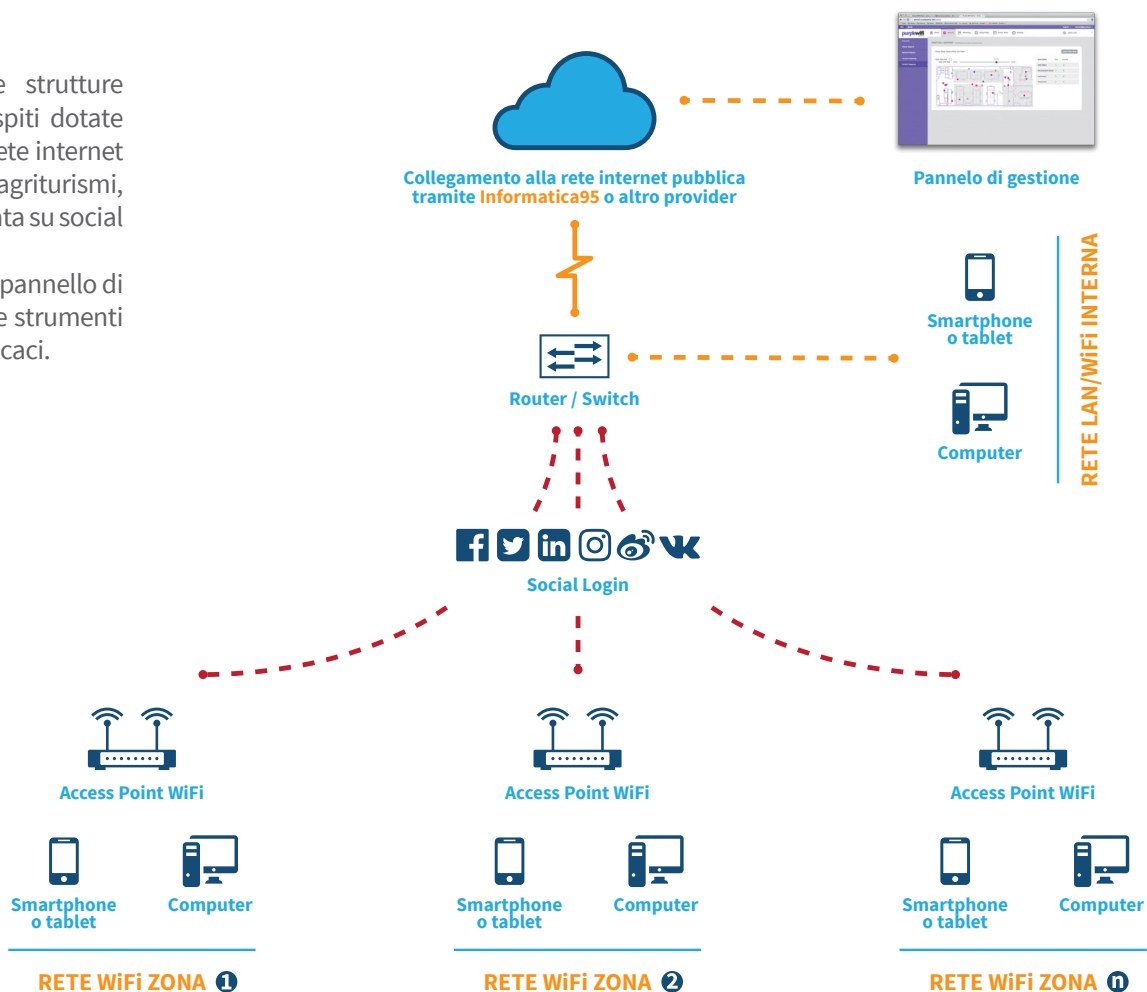 e strutture
spiti dotate
ete internet
agriturismi,
ata su social
pannello di
e strumenti
caci.
purplewifi
Collegamento alla rete internet pubblica
tramite Informatica95 o altro provider
Pannelo di gestione
Smartphone
o tablet
Computer
RETE LAN/WiFi INTERNA
Router / Switch
Social Login
Access Point WiFi
Access Point WiFi
Access Point WiFi
Smartphone
o tablet
Computer
Smartphone
o tablet
Computer
Smartphone
o tablet
Computer
RETE WiFi ZONA 1
RETE WiFi ZONA 2
RETE WiFi ZONA n